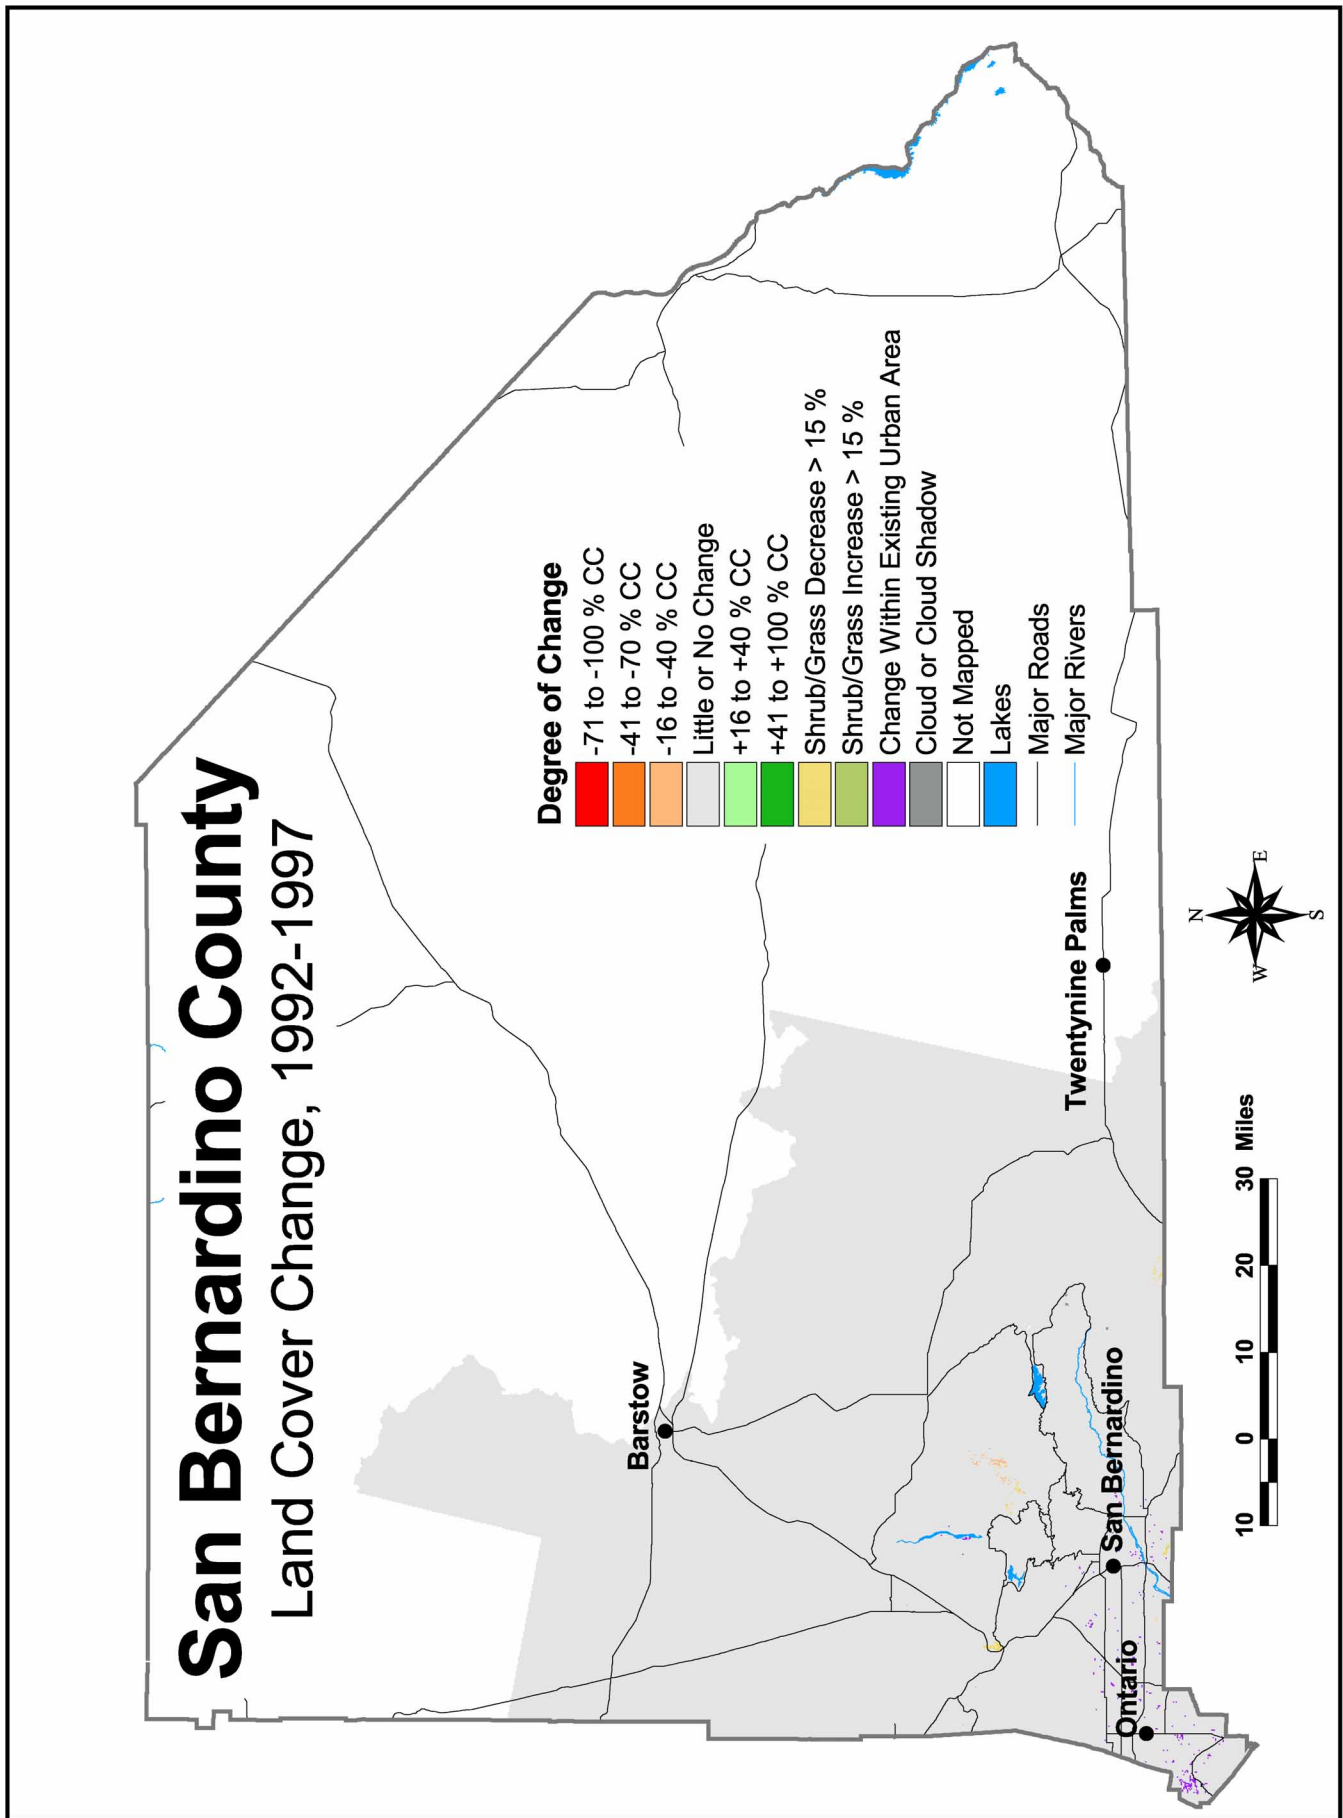 San Bernardino County
Land Cover Change, 1992-1997
Degree of Change
-71 to -100 % CC
-41 to -70 % CC
-16 to -40 % CC
Little or No Change
+16 to +40 % CC
+41 to +100 % CC
Shrub/Grass Decrease > 15 %
Shrub/Grass Increase > 15 %
Change Within Existing Urban Area
Cloud or Cloud Shadow
Not Mapped
Lakes
Major Roads
Major Rivers
Barstow
Twentynine Palms
San Bernardino
Ontario
N
W
E
S
10 0 10 20 30 Miles